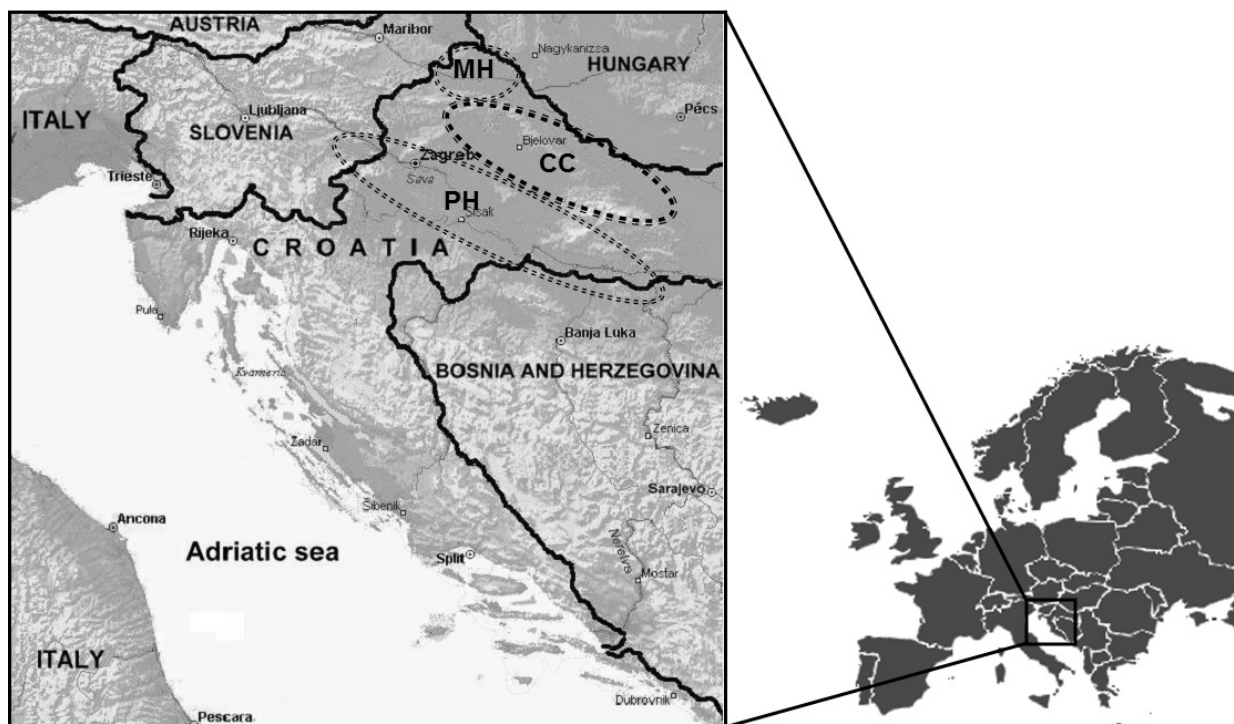 AUSTRIA
Maribor
Nagykanizsa
MH
HUNGARY
ITALY
Ljubljana
SLOVENIA
Pécs
Bjelovar
Zagreb
CC
Trieste
Sava
PH
Sisak
Rijeka
CROATIA
Pula
Banja Luka
BOSNIA AND HERZEGOVINA
Kvarnerić
Zadar
Zenica
Sarajevo
Šibenik
Ancona
Adriatic sea
Split
Neretva
Mostar
ITALY
Dubrovnik
Pescara